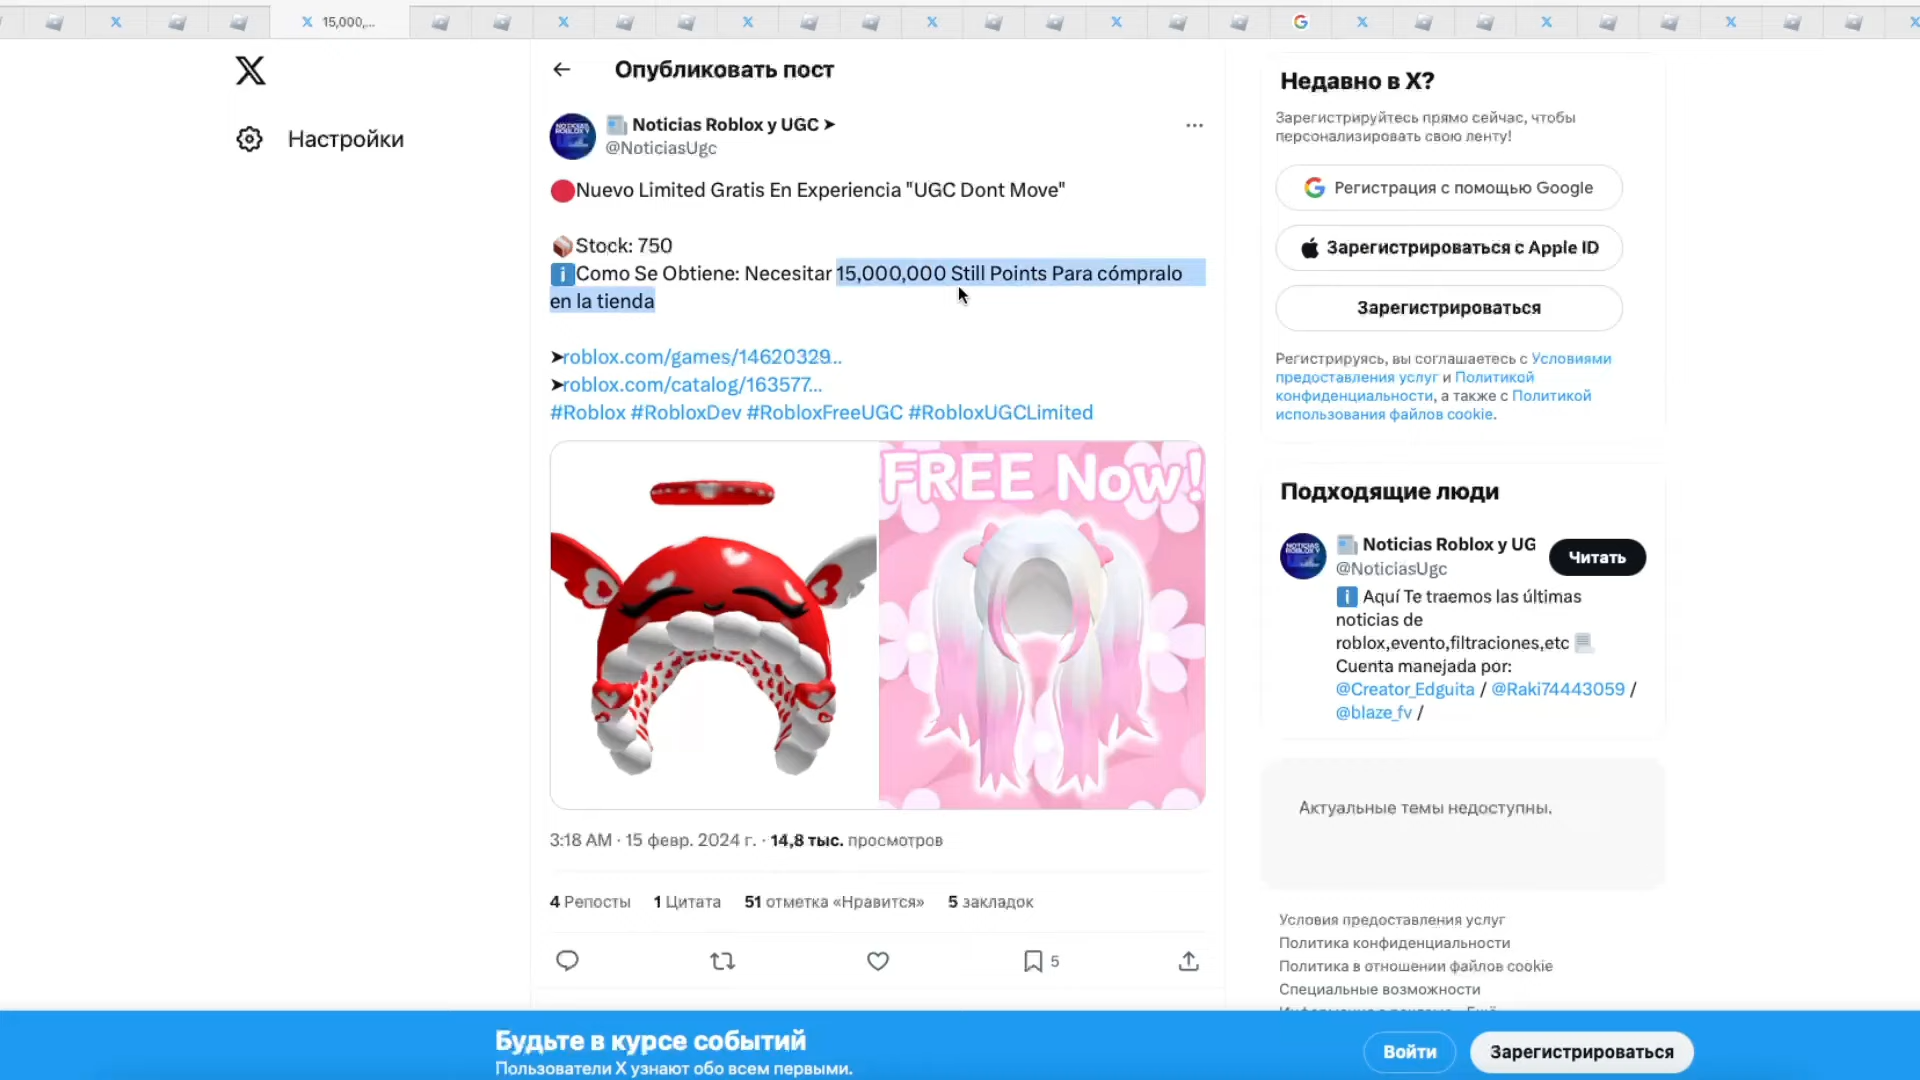 15,000,...
Опубликовать пост
Настройки
Noticias Roblox y UGC ➤
@NoticiasUgc
Nuevo Limited Gratis En Experiencia "UGC Dont Move"
Stock: 750
Como Se Obtiene: Necesitar 15,000,000 Still Points Para cómpralo
en la tienda
➤roblox.com/games/14620329...
➤roblox.com/catalog/163577...
#Roblox #RobloxDev #RobloxFreeUGC #RobloxUGCLimited
FREE Now!
3:18 AM · 15 февр. 2024 г. · 14,8 тыс. просмотров
4 Репосты 1 Цитата 51 отметка «Нравится» 5 закладок
5
Недавно в X?
Зарегистрируйтесь прямо сейчас, чтобы
персонализировать свою ленту!
Регистрация с помощью Google
Зарегистрироваться с Apple ID
Зарегистрироваться
Регистрируясь, вы соглашаетесь с Условиями
предоставления услуг и Политикой
конфиденциальности, а также с Политикой
использования файлов cookie.
Подходящие люди
Noticias Roblox y UG
@NoticiasUgc
Читать
Aquí Te traemos las últimas
noticias de
roblox,evento,filtraciones,etc
Cuenta manejada por:
@Creator_Edguita / @Raki74443059 /
@blaze_fv /
Актуальные темы недоступны.
Условия предоставления услуг
Политика конфиденциальности
Политика в отношении файлов cookie
Специальные возможности
Будьте в курсе событий
Пользователи X узнают обо всем первыми.
Войти
Зарегистрироваться